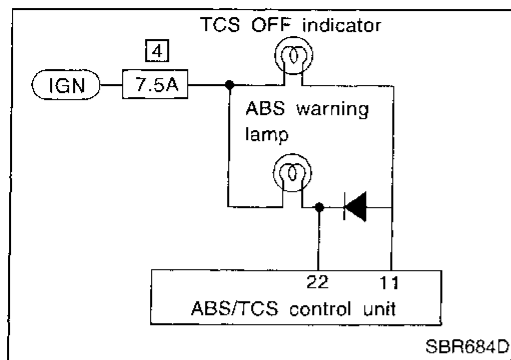 TCS OFF indicator
4
IGN
7.5A
ABS warning
lamp
22
11
ABS/TCS control unit
SBR684D